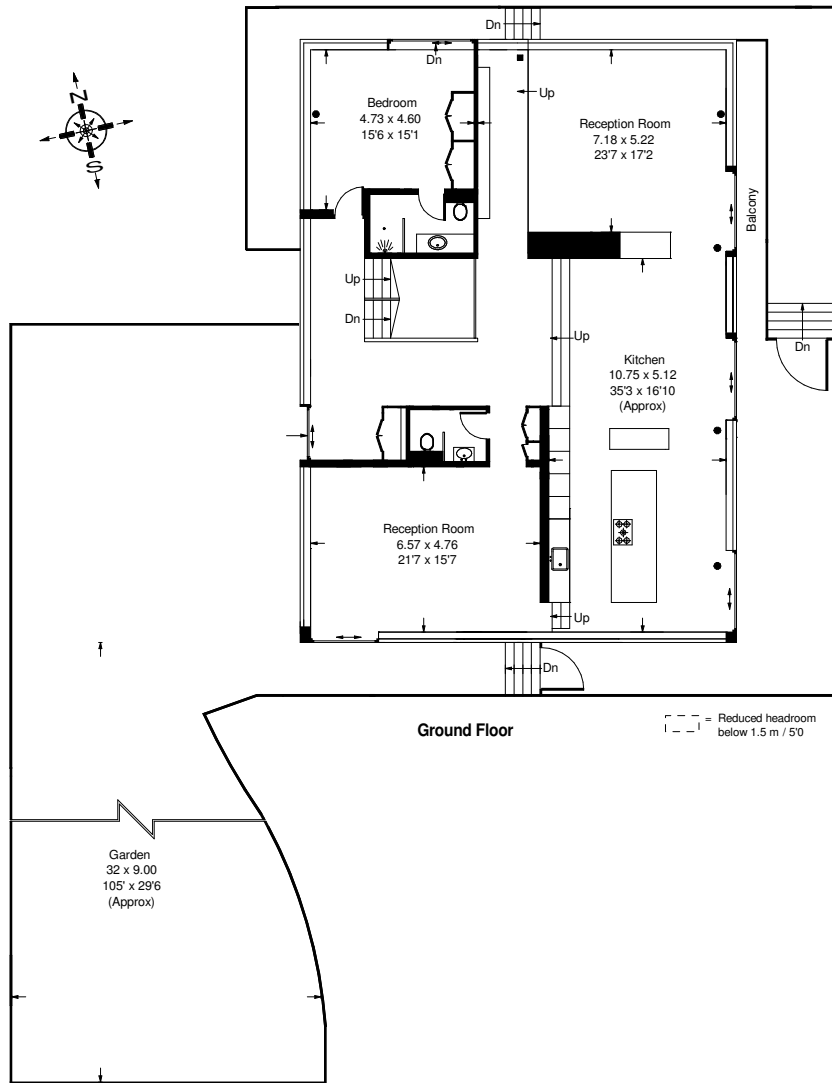 Dn
Dn
N
S
Bedroom
4.73 x 4.60
15'6 x 15'1
Up
Reception Room
7.18 x 5.22
23'7 x 17'2
Balcony
Up
Dn
Up
Dn
Kitchen
10.75 x 5.12
35'3 x 16'10
(Approx)
Reception Room
6.57 x 4.76
21'7 x 15'7
Up
Dn
Ground Floor
= Reduced headroom
below 1.5 m / 5'0
Garden
32 x 9.00
105' x 29'6
(Approx)